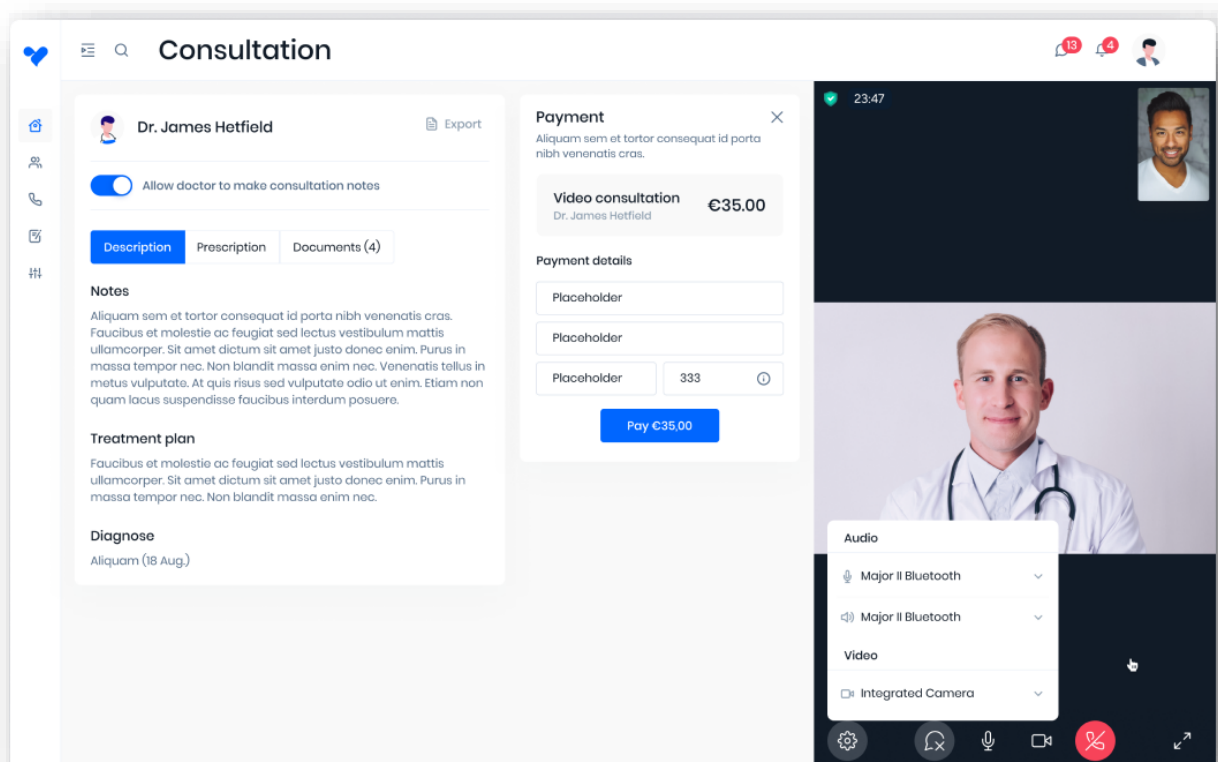 Consultation
13
4
Dr. James Hetfield
Export
Allow doctor to make consultation notes
Description
Prescription
Documents (4)
Notes
Aliquam sem et tortor consequat id porta nibh venenatis cras.
Faucibus et molestie ac feugiat sed lectus vestibulum mattis
ullamcorper. Sit amet dictum sit amet justo donec enim. Purus in
massa tempor nec. Non blandit massa enim nec. Venenatis tellus in
metus vulputate. At quis risus sed vulputate odio ut enim. Etiam non
quam lacus suspendisse faucibus interdum posuere.
Treatment plan
Faucibus et molestie ac feugiat sed lectus vestibulum mattis
ullamcorper. Sit amet dictum sit amet justo donec enim. Purus in
massa tempor nec. Non blandit massa enim nec.
Diagnose
Aliquam (18 Aug.)
Payment
Aliquam sem et tortor consequat id porta
nibh venenatis cras.
Video consultation
Dr. James Hetfield
€35.00
Payment details
Placeholder
Placeholder
Placeholder
333
Pay €35,00
23:47
Audio
Major II Bluetooth
Major II Bluetooth
Video
Integrated Camera